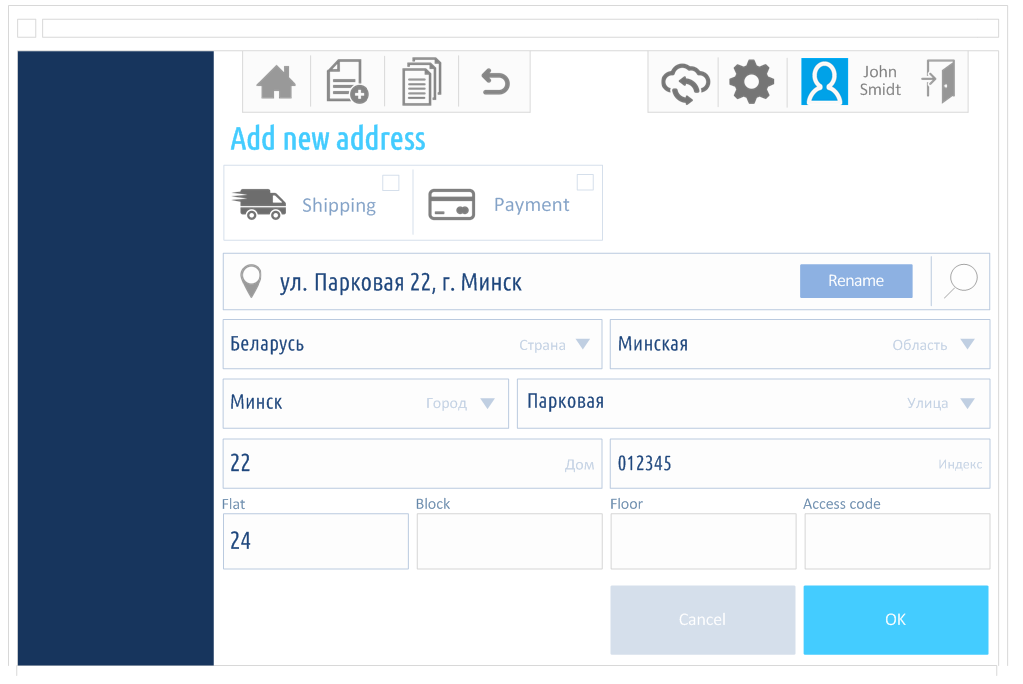 John
Smidt
Add new address
Shipping
Payment
ул. Парковая 22, г. Минск
Rename
Беларусь
Страна
Минская
Область
Минск
Город
Парковая
Улица
22
Дом
012345
Индекс
Flat
Block
Floor
Access code
24
Cancel
OK